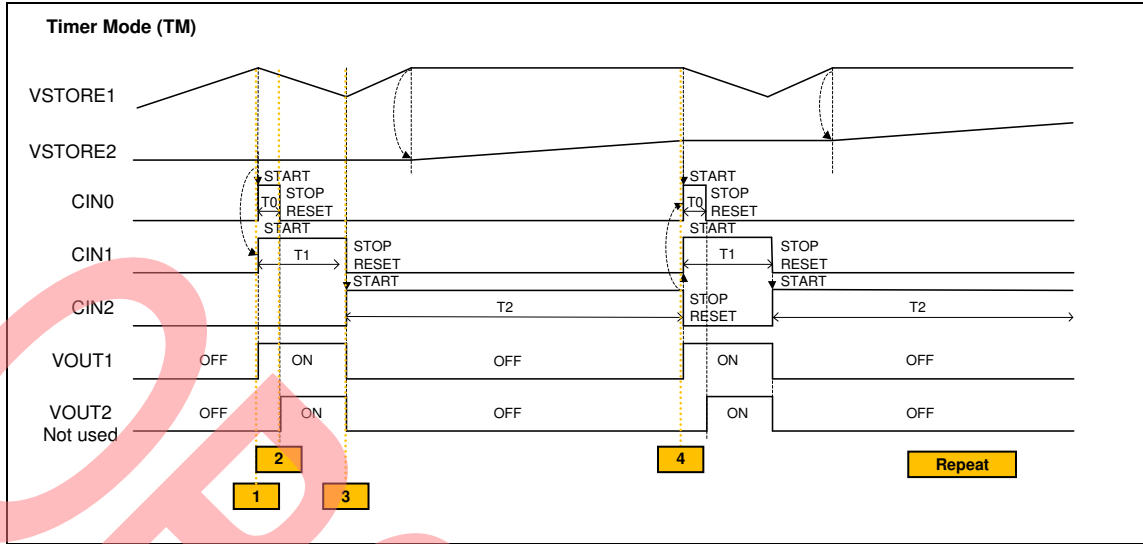 Timer Mode (TM)
VSTORE1
VSTORE2
START
START
CIN0
T0
STOP
T0
STOP
RESET
RESET
START
START
CIN1
T1
STOP
T1
STOP
RESET
RESET
START
START
CIN2
T2
STOP
RESET
T2
VOUT1
OFF
ON
OFF
ON
OFF
VOUT2
Not used
OFF
ON
OFF
ON
OFF
2
4
Repeat
1
3